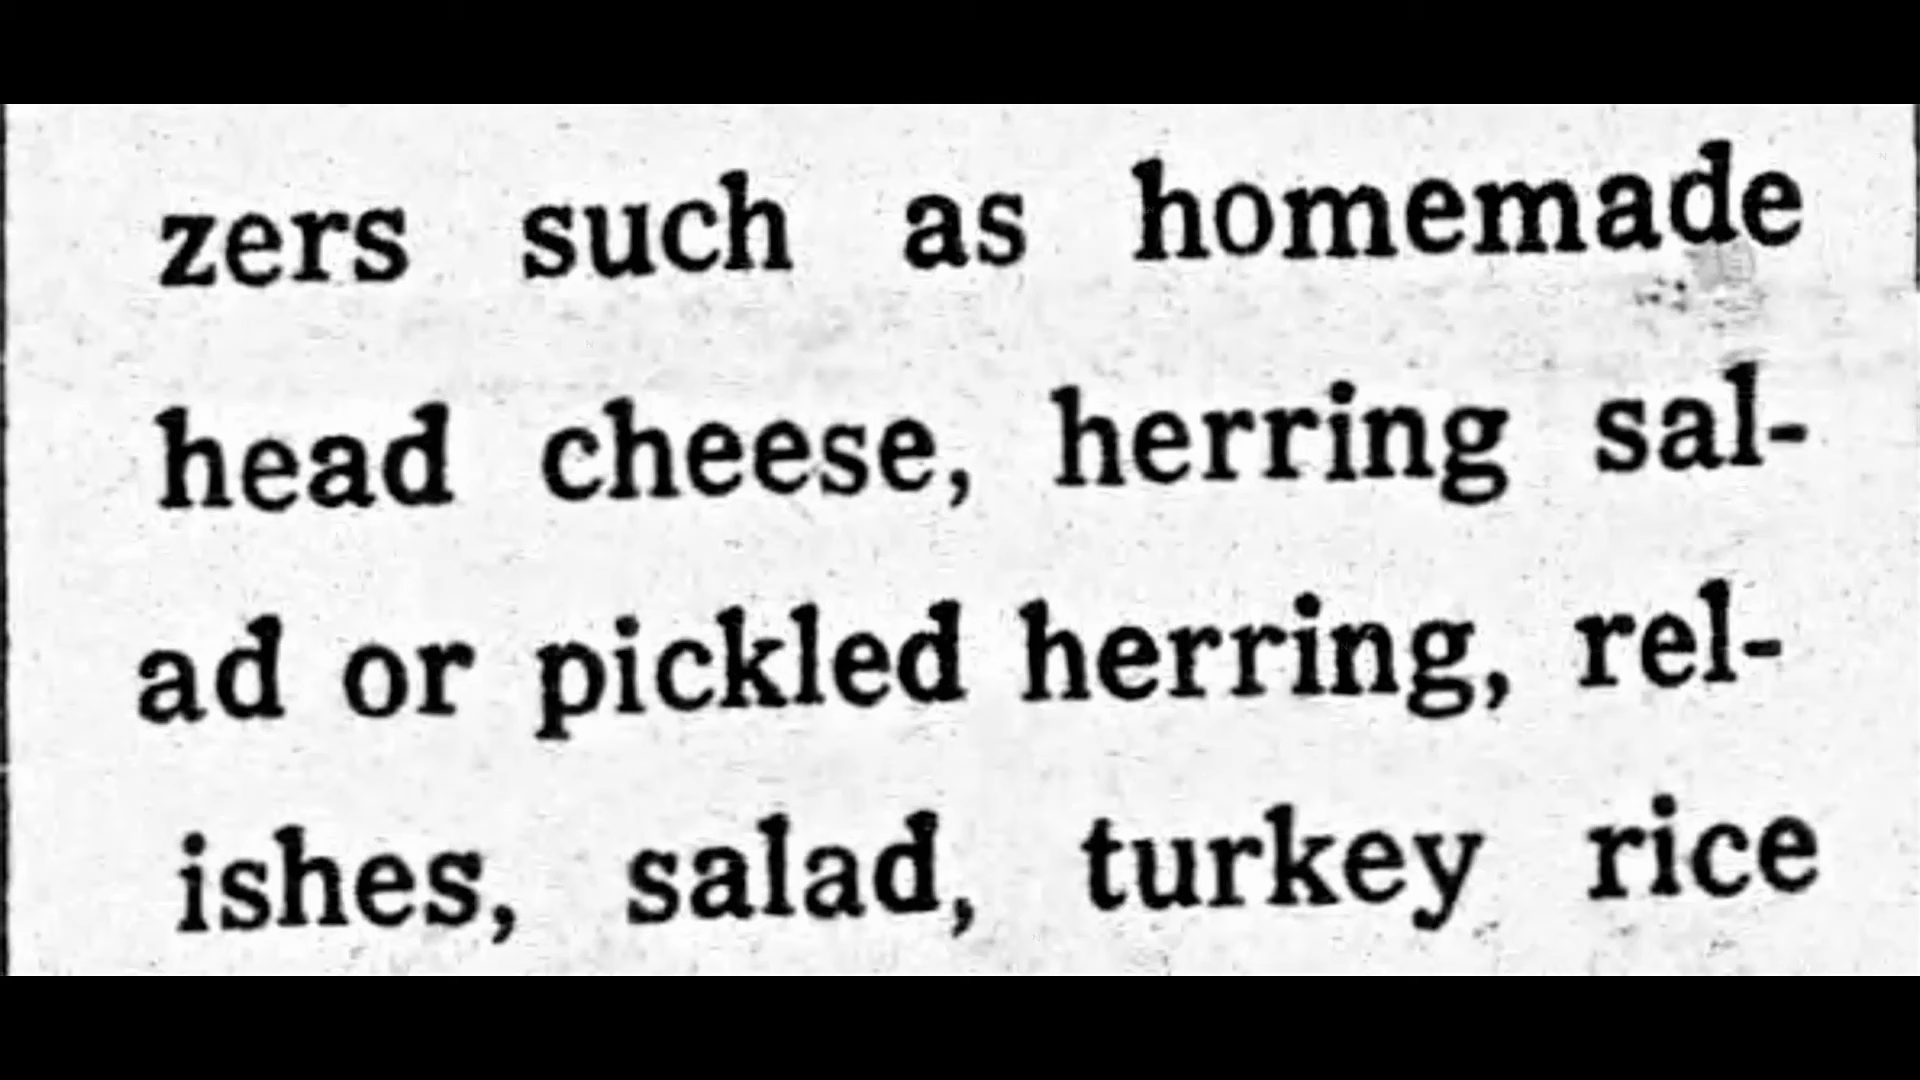 zers such as homemade
head cheese, herring sal-
ad or pickled herring, rel-
ishes, salad, turkey rice